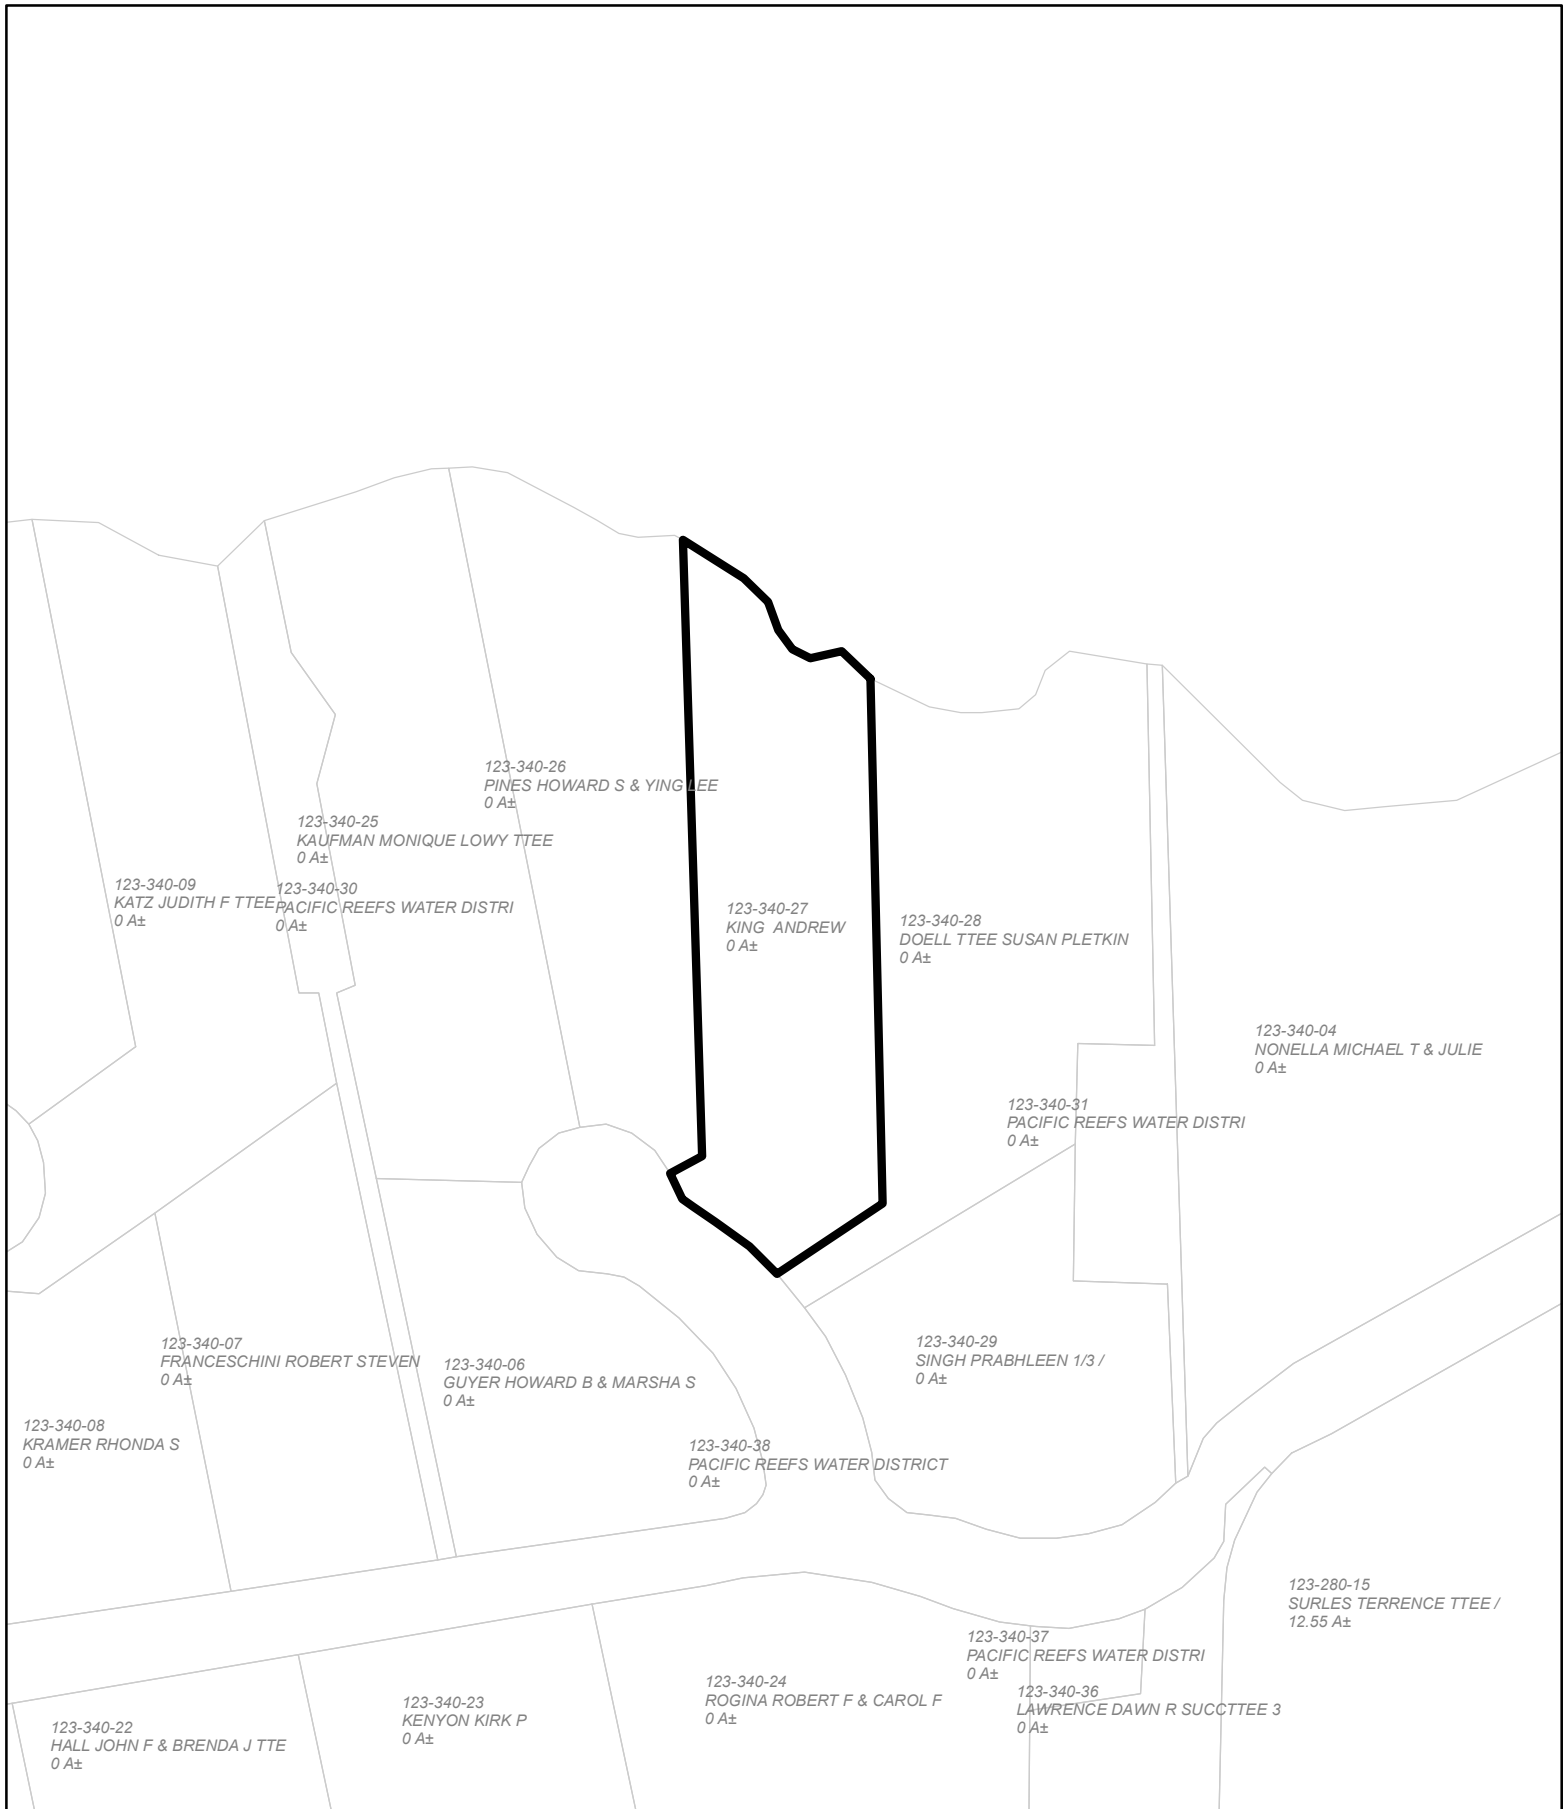 123-340-26
PINES HOWARD S & YING LEE
0 A±
123-340-25
KAUFMAN MONIQUE LOWY TTEE
0 A±
123-340-09
KATZ JUDITH F TTEE
0 A±
123-340-30
PACIFIC REEFS WATER DISTRI
0 A±
123-340-27
KING  ANDREW
0 A±
123-340-28
DOELL TTEE SUSAN PLETKIN
0 A±
123-340-04
NONELLA MICHAEL T & JULIE
0 A±
123-340-31
PACIFIC REEFS WATER DISTRI
0 A±
123-340-07
FRANCESCHINI ROBERT STEVEN
0 A±
123-340-06
GUYER HOWARD B & MARSHA S
0 A±
123-340-29
SINGH PRABHLEEN 1/3 /
0 A±
123-340-08
KRAMER RHONDA S
0 A±
123-340-38
PACIFIC REEFS WATER DISTRICT
0 A±
123-280-15
SURLES TERRENCE TTEE /
12.55 A±
123-340-37
PACIFIC REEFS WATER DISTRI
0 A±
123-340-36
LAWRENCE DAWN R SUCCTTEE 3
0 A±
123-340-24
ROGINA ROBERT F & CAROL F
0 A±
123-340-23
KENYON KIRK P
0 A±
123-340-22
HALL JOHN F & BRENDA J TTE
0 A±